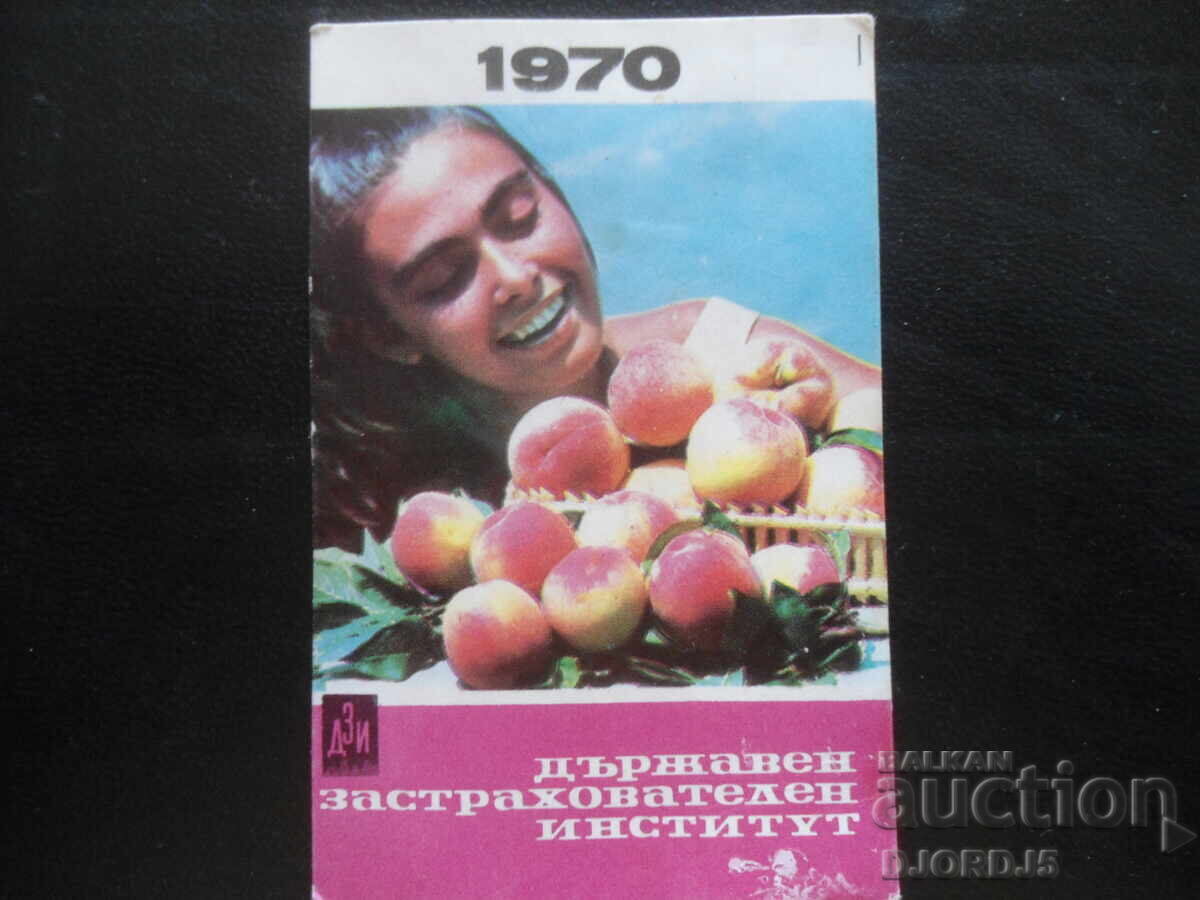 1970
ДЗИ
ДЪРЖАВЕН
ЗАСТРАХОВАТЕЛЕН
ИНСТИТУТ
BALKAN
auction
DJORDJ5